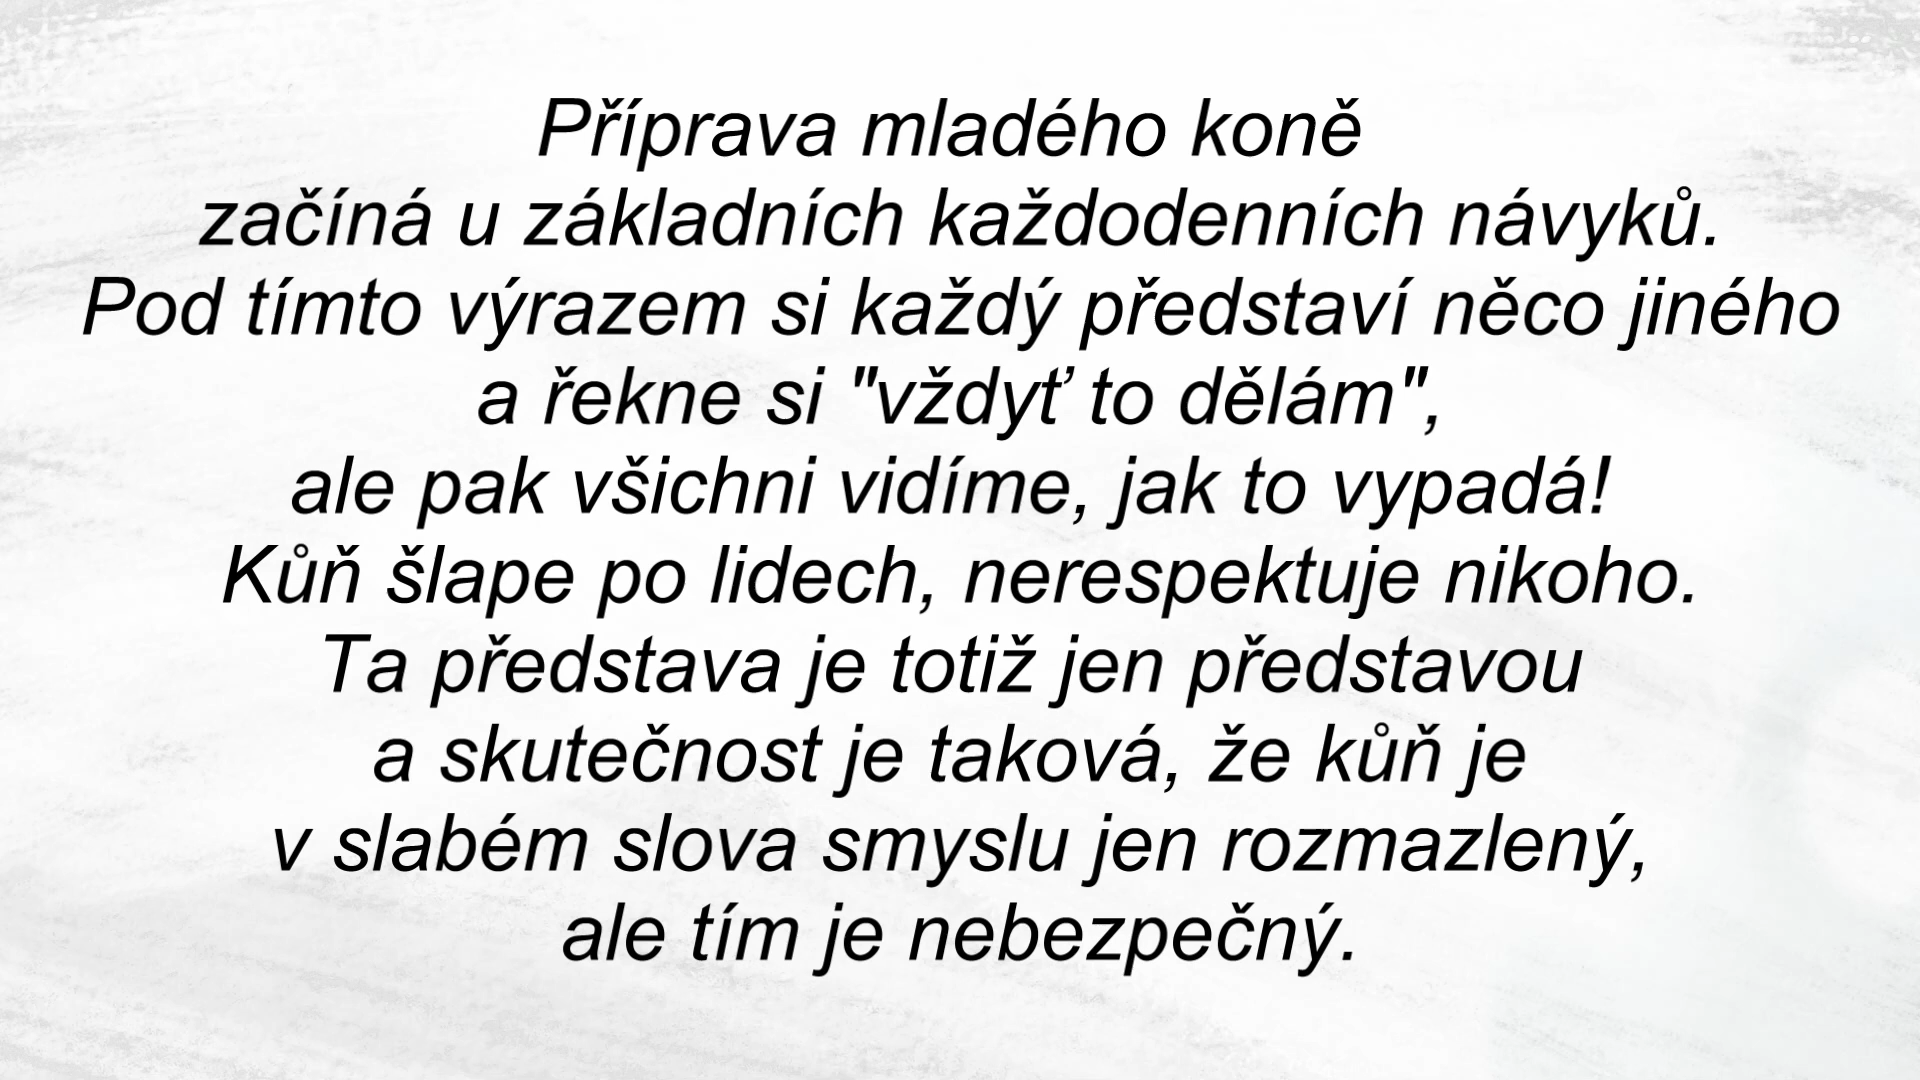 Příprava mladého koně
začíná u základních každodenních návyků.
Pod tímto výrazem si každý představí něco jiného
a řekne si "vždyť to dělám",
ale pak všichni vidíme, jak to vypadá!
Kůň šlape po lidech, nerespektuje nikoho.
Ta představa je totiž jen představou
a skutečnost je taková, že kůň je
v slabém slova smyslu jen rozmazlený,
ale tím je nebezpečný.